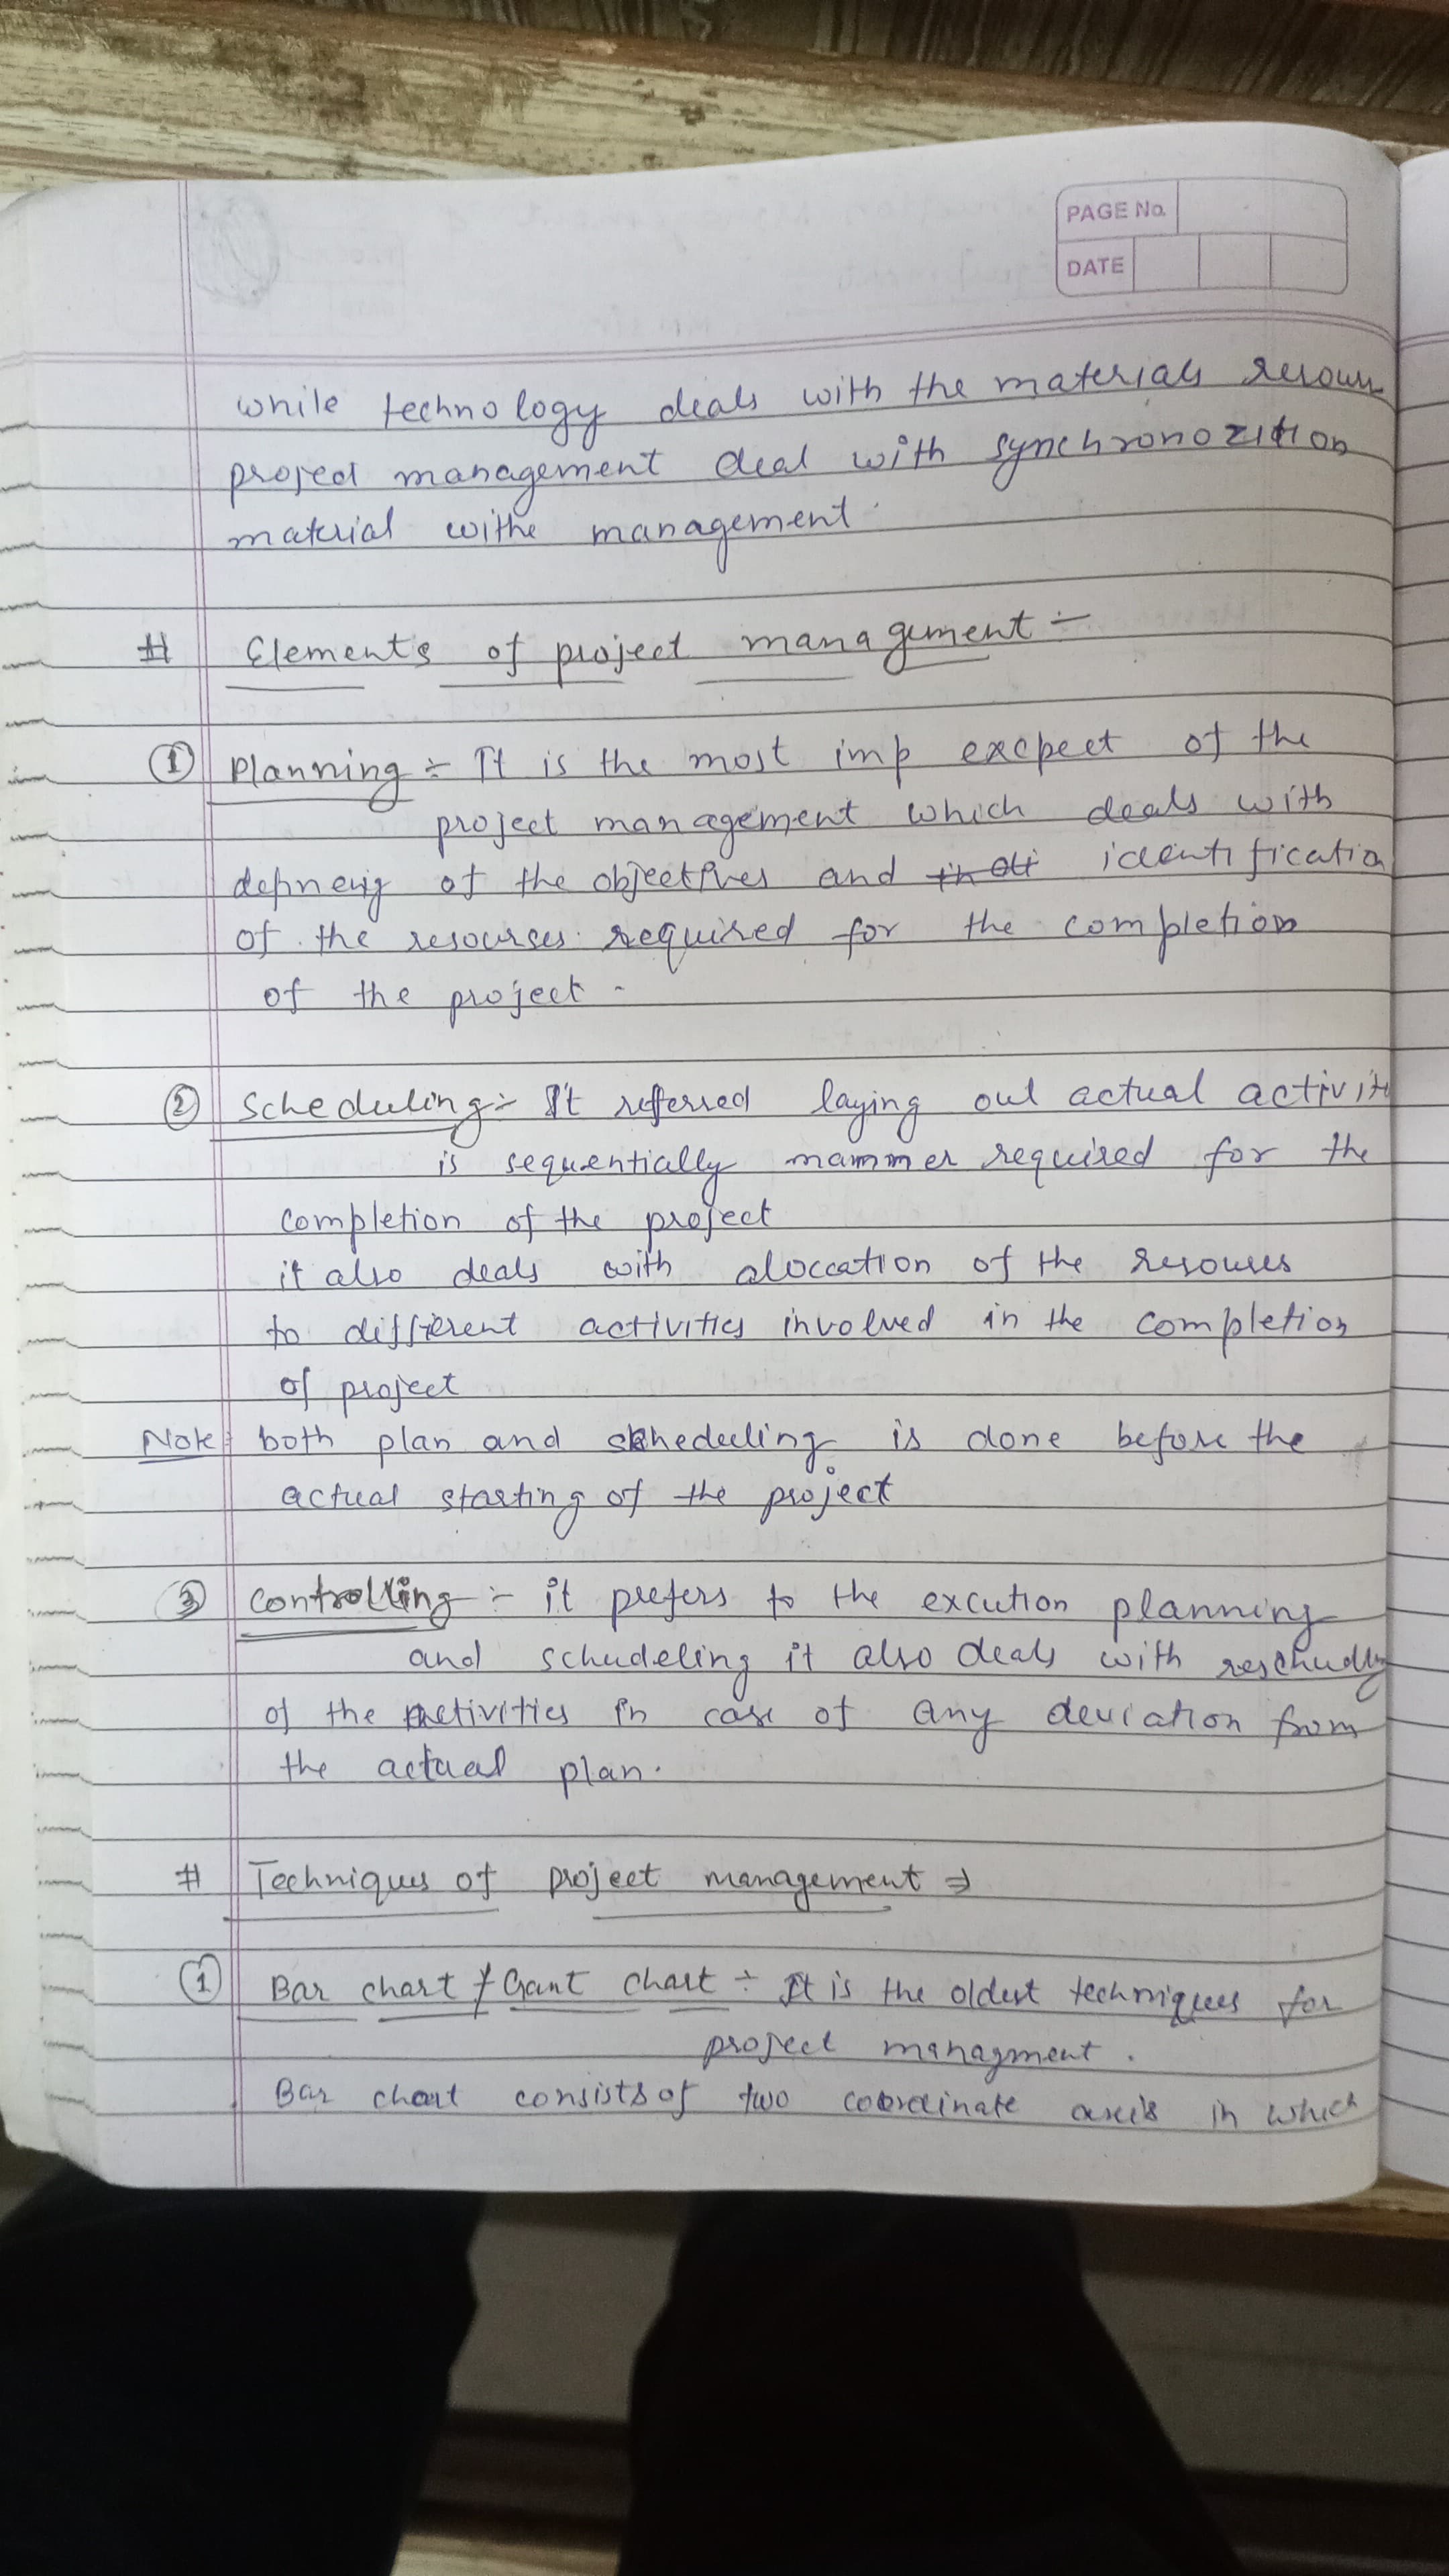 PAGE No.
DATE
while technology deals with the materials resour
project management deal with synchronozition
material withe management.
# Elements of project management :-
① Planning :- It is the most imp excpect of the
project management which deals with
defineig of the objectives and identification
of the resourses required for the completion
of the project -
② Scheduling :- It referred laying out actual activit
is sequentially mammer required for the
completion of the project
it also deals with aloccation of the resourses
to different activities involved in the completion
of project
Note: both plan and scheduling is done before the
actual starting of the project
③ Controlling :- it prefers to the excution planning
and schudeling it also deals with reschudling
of the activities in case of any deviation from
the actual plan.
# Techniques of project management ⇒
① Bar chart / Gant chart :- It is the oldest techniques for
project managment.
Bar chart consists of two coordinate axis in which